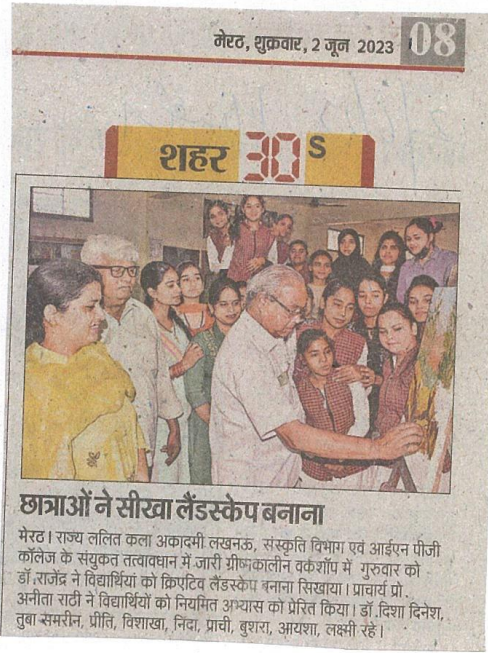 मेरठ, शुक्रवार, 2 जून 2023 08
शहर 30 S
छात्राओं ने सीखा लैंडस्केप बनाना
मेरठ। राज्य ललित कला अकादमी लखनऊ, संस्कृति विभाग एवं आईएन पीजी
कॉलेज के संयुक्त तत्वावधान में जारी ग्रीष्मकालीन वर्कशॉप में गुरुवार को
डॉ. राजेंद्र ने विद्यार्थियां को क्रिएटिव लैंडस्केप बनाना सिखाया। प्राचार्य प्रो.
अनीता राठी ने विद्यार्थियों को नियमित अभ्यास को प्रेरित किया। डॉ. दिशा दिनेश,
तुबा समरीन, प्रीति, विशाखा, निंदा, प्राची, बुशरा, आयशा, लक्ष्मी रहे।